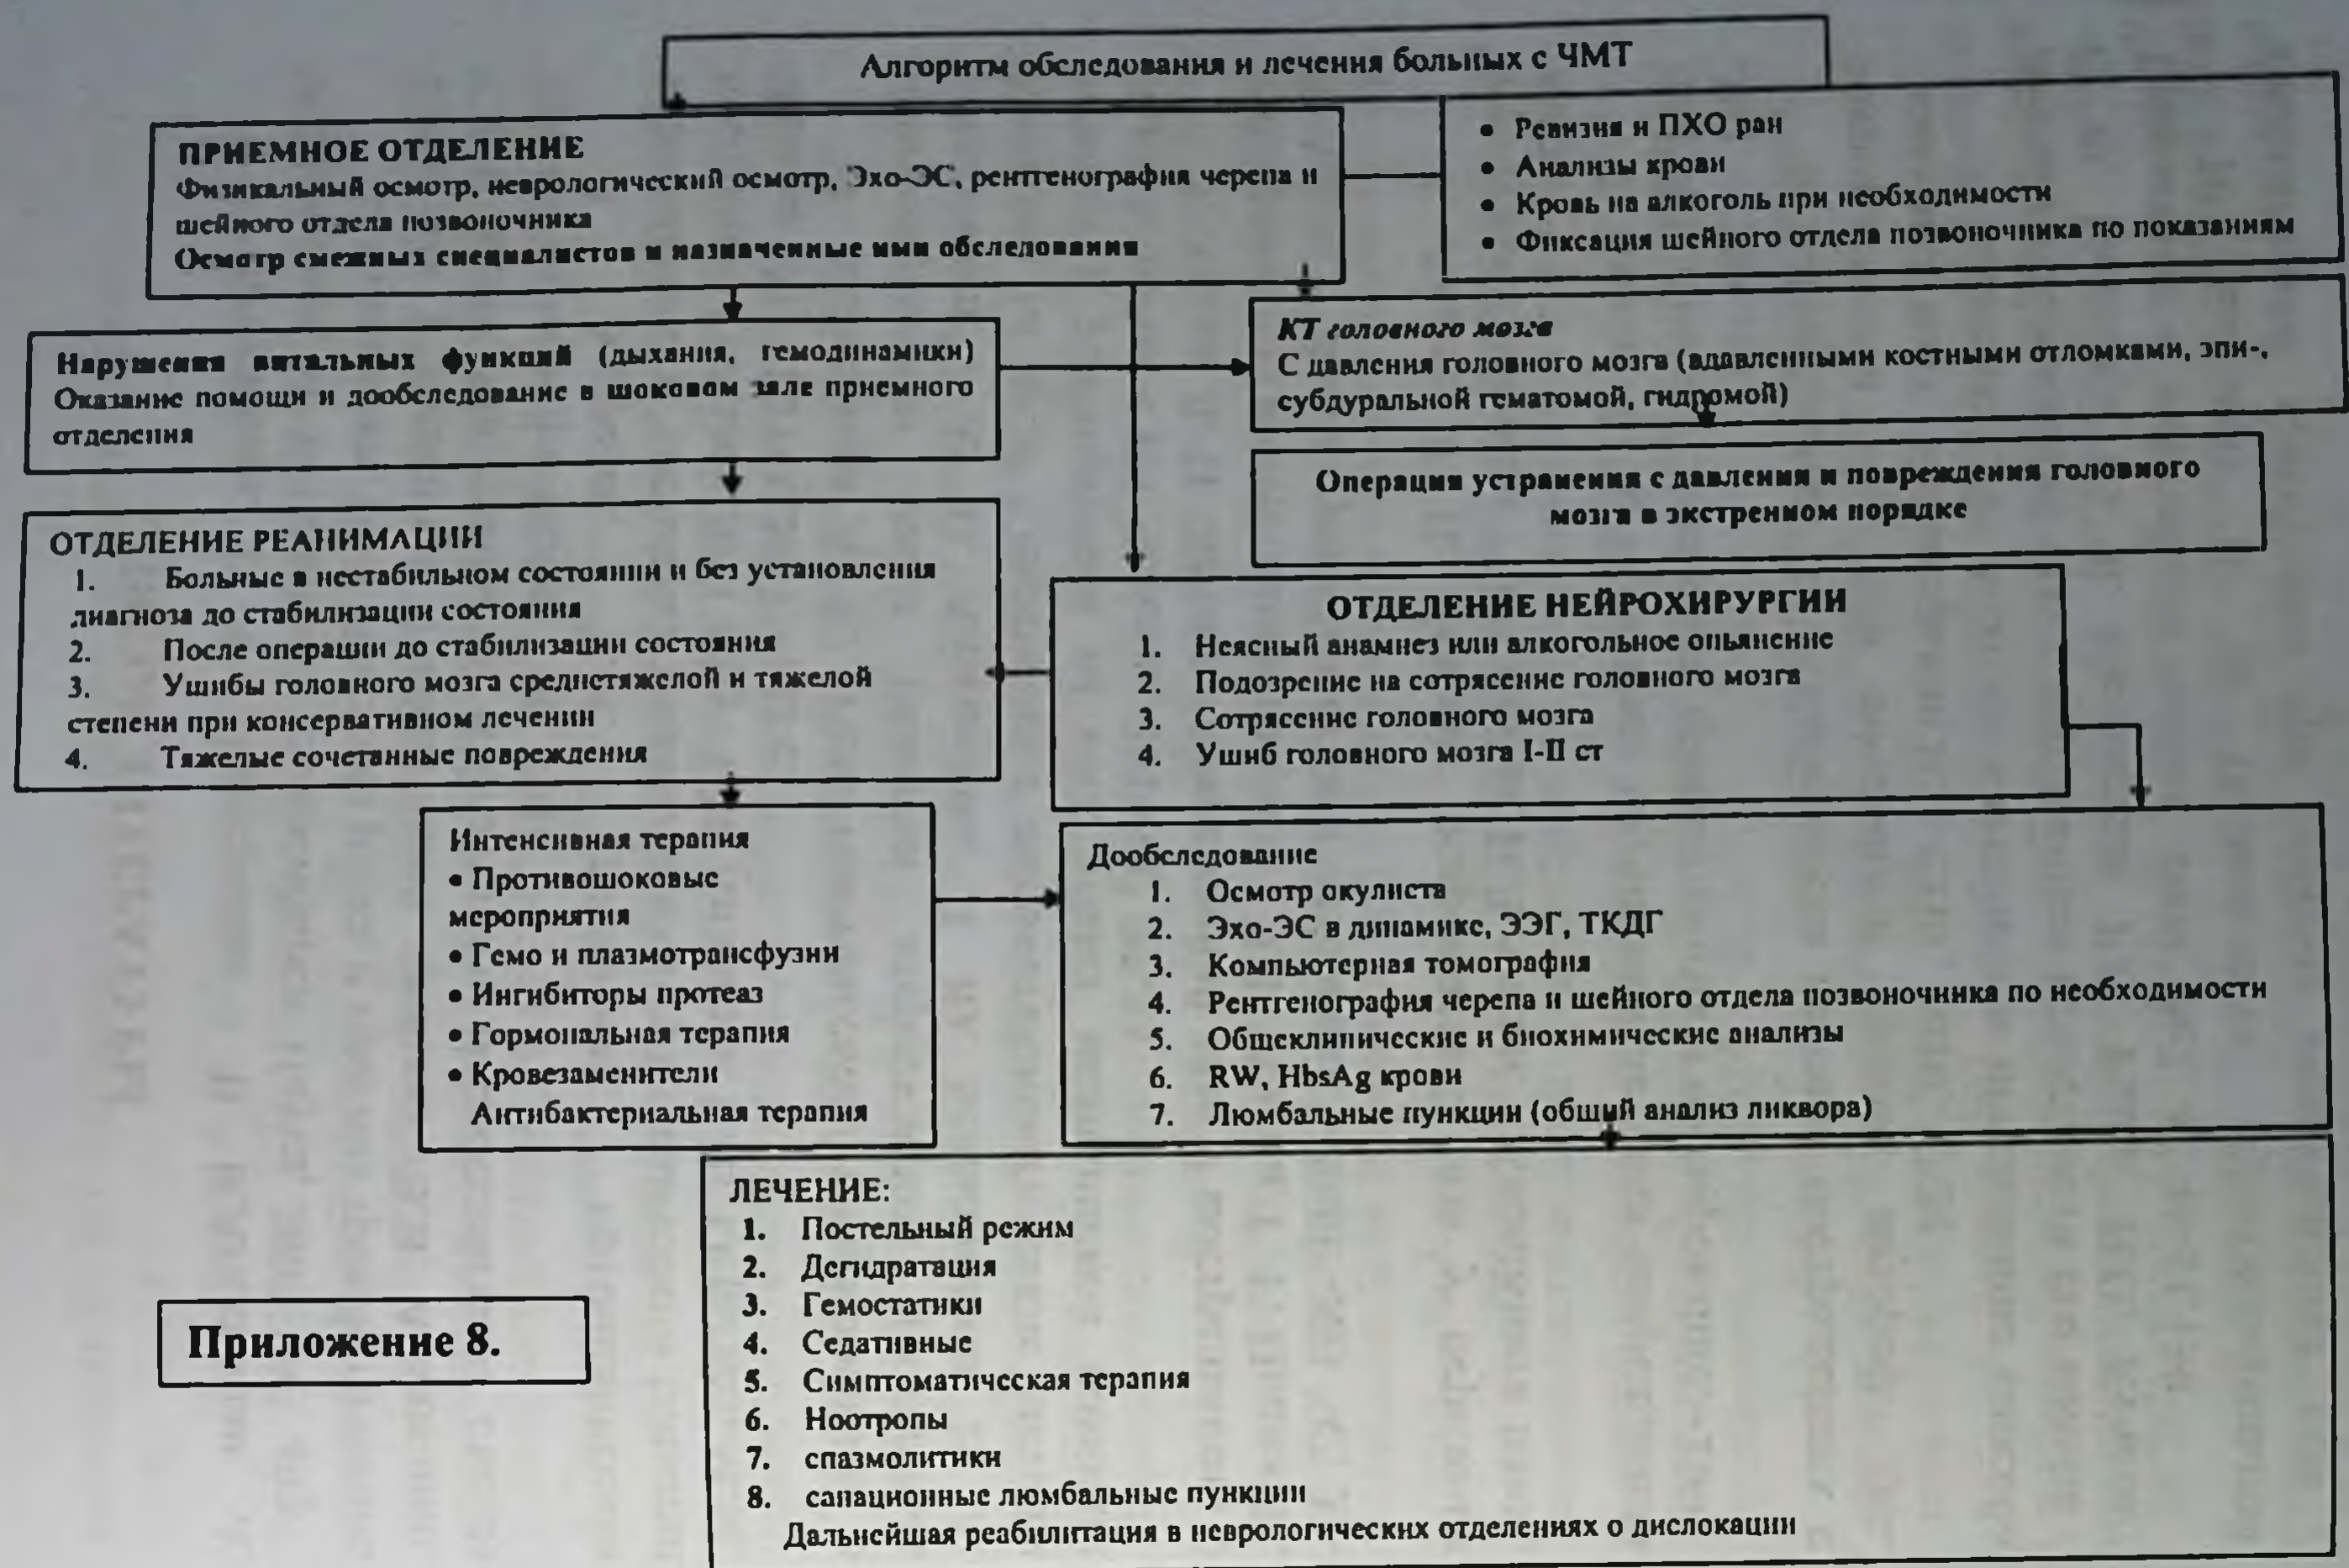 Алгоритм обследования и лечения больных с ЧМТ
ПРИЕМНОЕ ОТДЕЛЕНИЕ
Физикальный осмотр, неврологический осмотр, Эхо-ЭС, рентгенография черепа и
шейного отдела позвоночника
Осмотр смежных специалистов и назначенные ими обследования
• Ревизия и ПХО ран
• Анализы крови
• Кровь на алкоголь при необходимости
• Фиксация шейного отдела позвоночника по показаниям
Нарушения витальных функций (дыхания, гемодинамики)
Оказание помощи и дообследование в шоковом зале приемного
отделения
КТ головного мозга
С давления головного мозга (вдавленными костными отломками, эпи-,
субдуральной гематомой, гидромой)
Операция устранения с давления и повреждения головного
мозга в экстренном порядке
ОТДЕЛЕНИЕ РЕАНИМАЦИИ
1. Больные в нестабильном состоянии и без установления
диагноза до стабилизации состояния
2. После операции до стабилизации состояния
3. Ушибы головного мозга среднетяжелой и тяжелой
степени при консервативном лечении
4. Тяжелые сочетанные повреждения
ОТДЕЛЕНИЕ НЕЙРОХИРУРГИИ
1. Неясный анамнез или алкогольное опьянение
2. Подозрение на сотрясение головного мозга
3. Сотрясение головного мозга
4. Ушиб головного мозга I-II ст
Интенсивная терапия
• Противошоковые
мероприятия
• Гемо и плазмотрансфузии
• Ингибиторы протеаз
• Гормональная терапия
• Кровезаменители
Антибактериальная терапия
Дообследование
1. Осмотр окулиста
2. Эхо-ЭС в динамике, ЭЭГ, ТКДГ
3. Компьютерная томография
4. Рентгенография черепа и шейного отдела позвоночника по необходимости
5. Общеклинические и биохимические анализы
6. RW, HbsAg крови
7. Люмбальные пункции (общий анализ ликвора)
ЛЕЧЕНИЕ:
1. Постельный режим
2. Дегидратация
3. Гемостатики
4. Седативные
5. Симптоматическая терапия
6. Ноотропы
7. спазмолитики
8. санационные люмбальные пункции
Дальнейшая реабилитация в неврологических отделениях о дислокации
Приложение 8.